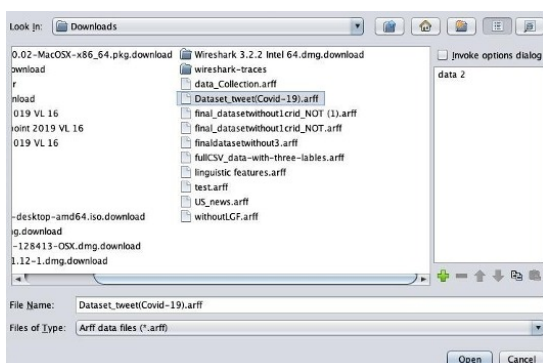 Look In: Downloads
Invoke options dialog
0.02-MacOSX-x86_64.pkg.download
ownload
r
nload
019 VL 16
oint 2019 VL 16
019 VL 16
-desktop-amd64.iso.download
g.download
-128413-OSX.dmg.download
1.12-1.dmg.download
Wireshark 3.2.2 Intel 64.dmg.download
wireshark-traces
data_Collection.arff
Dataset_tweet(Covid-19).arff
final_datasetwithout1crid_NOT (1).arff
final_datasetwithout1crid_NOT.arff
finaldatasetwithout3.arff
fullCSV_data-with-three-lables.arff
linguistic features.arff
test.arff
US_news.arff
withoutLGF.arff
data 2
File Name: Dataset_tweet(Covid-19).arff
Files of Type: Arff data files (*.arff)
Open Cancel